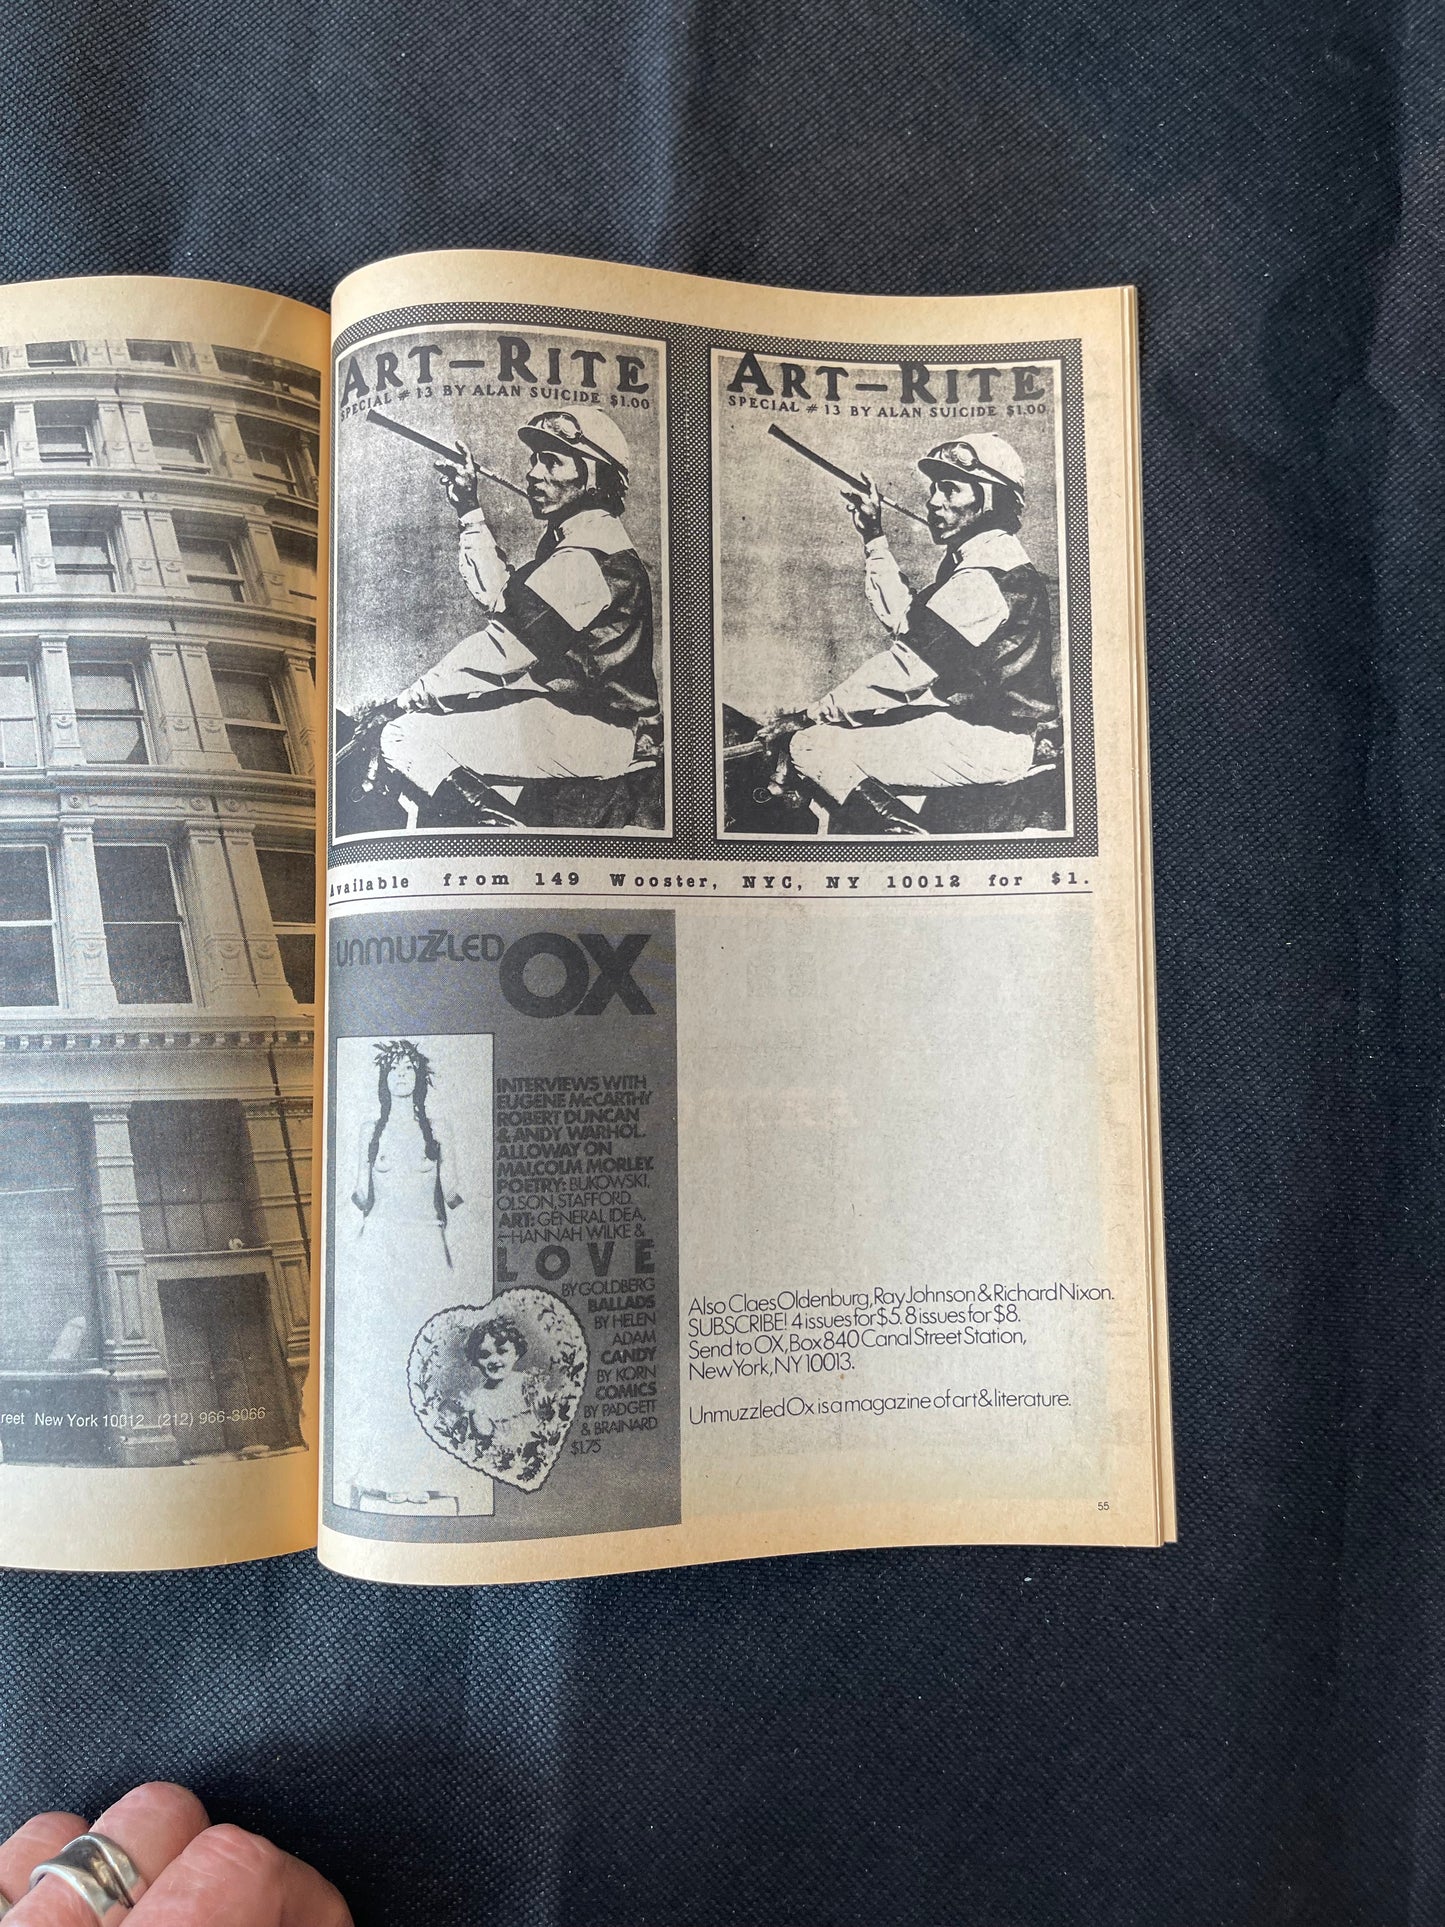 reet New York 10012 (212) 966-3066
ART–RITE
SPECIAL # 13 BY ALAN SUICIDE $1.00
ART–RITE
SPECIAL # 13 BY ALAN SUICIDE $1.00
Available from 149 Wooster, NYC, NY 10012 for $1.
UNMUZZLED OX
INTERVIEWS WITH
EUGENE McCARTHY
ROBERT DUNCAN
& ANDY WARHOL.
ALLOWAY ON
MALCOLM MORLEY.
POETRY: BUKOWSKI,
OLSON, STAFFORD.
ART: GENERAL IDEA,
HANNAH WILKE &
LOVE
BY GOLDBERG
BALLADS
BY HELEN
ADAM
CANDY
BY KORN
COMICS
BY PADGETT
& BRAINARD
$1.75
Also Claes Oldenburg, Ray Johnson & Richard Nixon.
SUBSCRIBE! 4 issues for $5. 8 issues for $8.
Send to OX, Box 840 Canal Street Station,
New York, NY 10013.
Unmuzzled Ox is a magazine of art & literature.
55